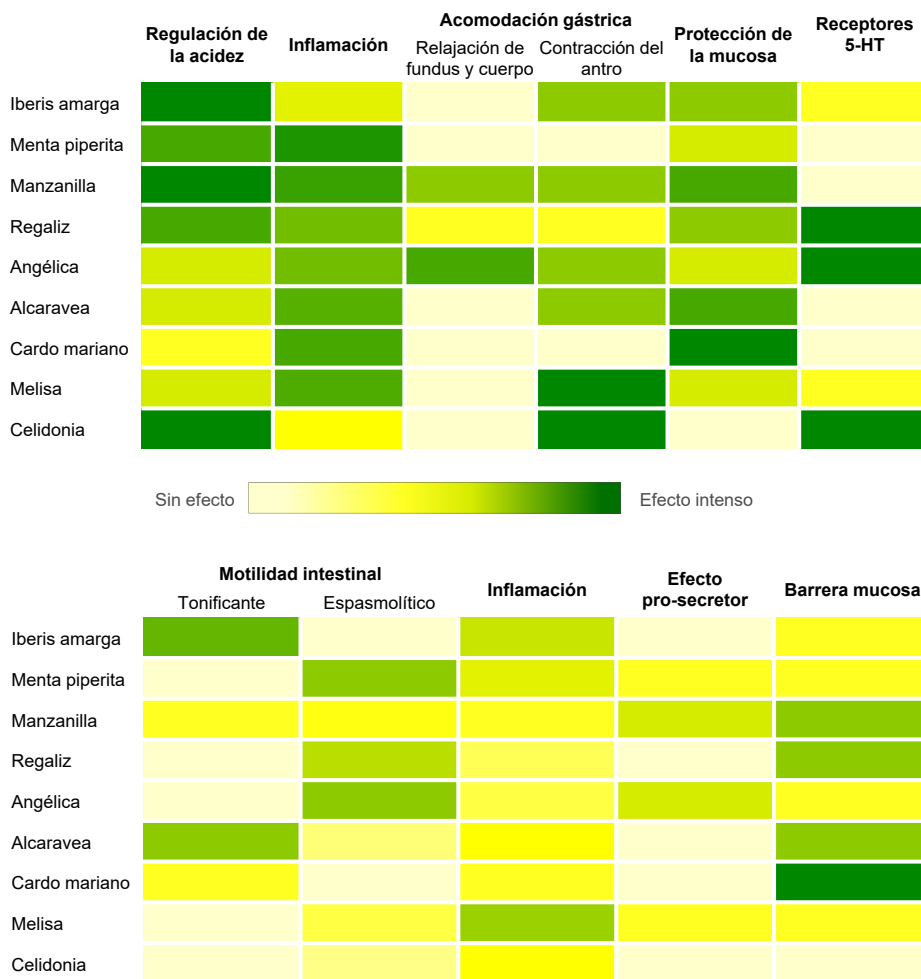 Acomodación gástrica
Regulación de
la acidez
Inflamación
Relajación de
fundus y cuerpo
Contracción del
antro
Protección de
la mucosa
Receptores
5-HT
Iberis amarga
Menta piperita
Manzanilla
Regaliz
Angélica
Alcaravea
Cardo mariano
Melisa
Celidonia
Sin efecto
Efecto intenso
Motilidad intestinal
Tonificante
Espasmolítico
Inflamación
Efecto
pro-secretor
Barrera mucosa
Iberis amarga
Menta piperita
Manzanilla
Regaliz
Angélica
Alcaravea
Cardo mariano
Melisa
Celidonia